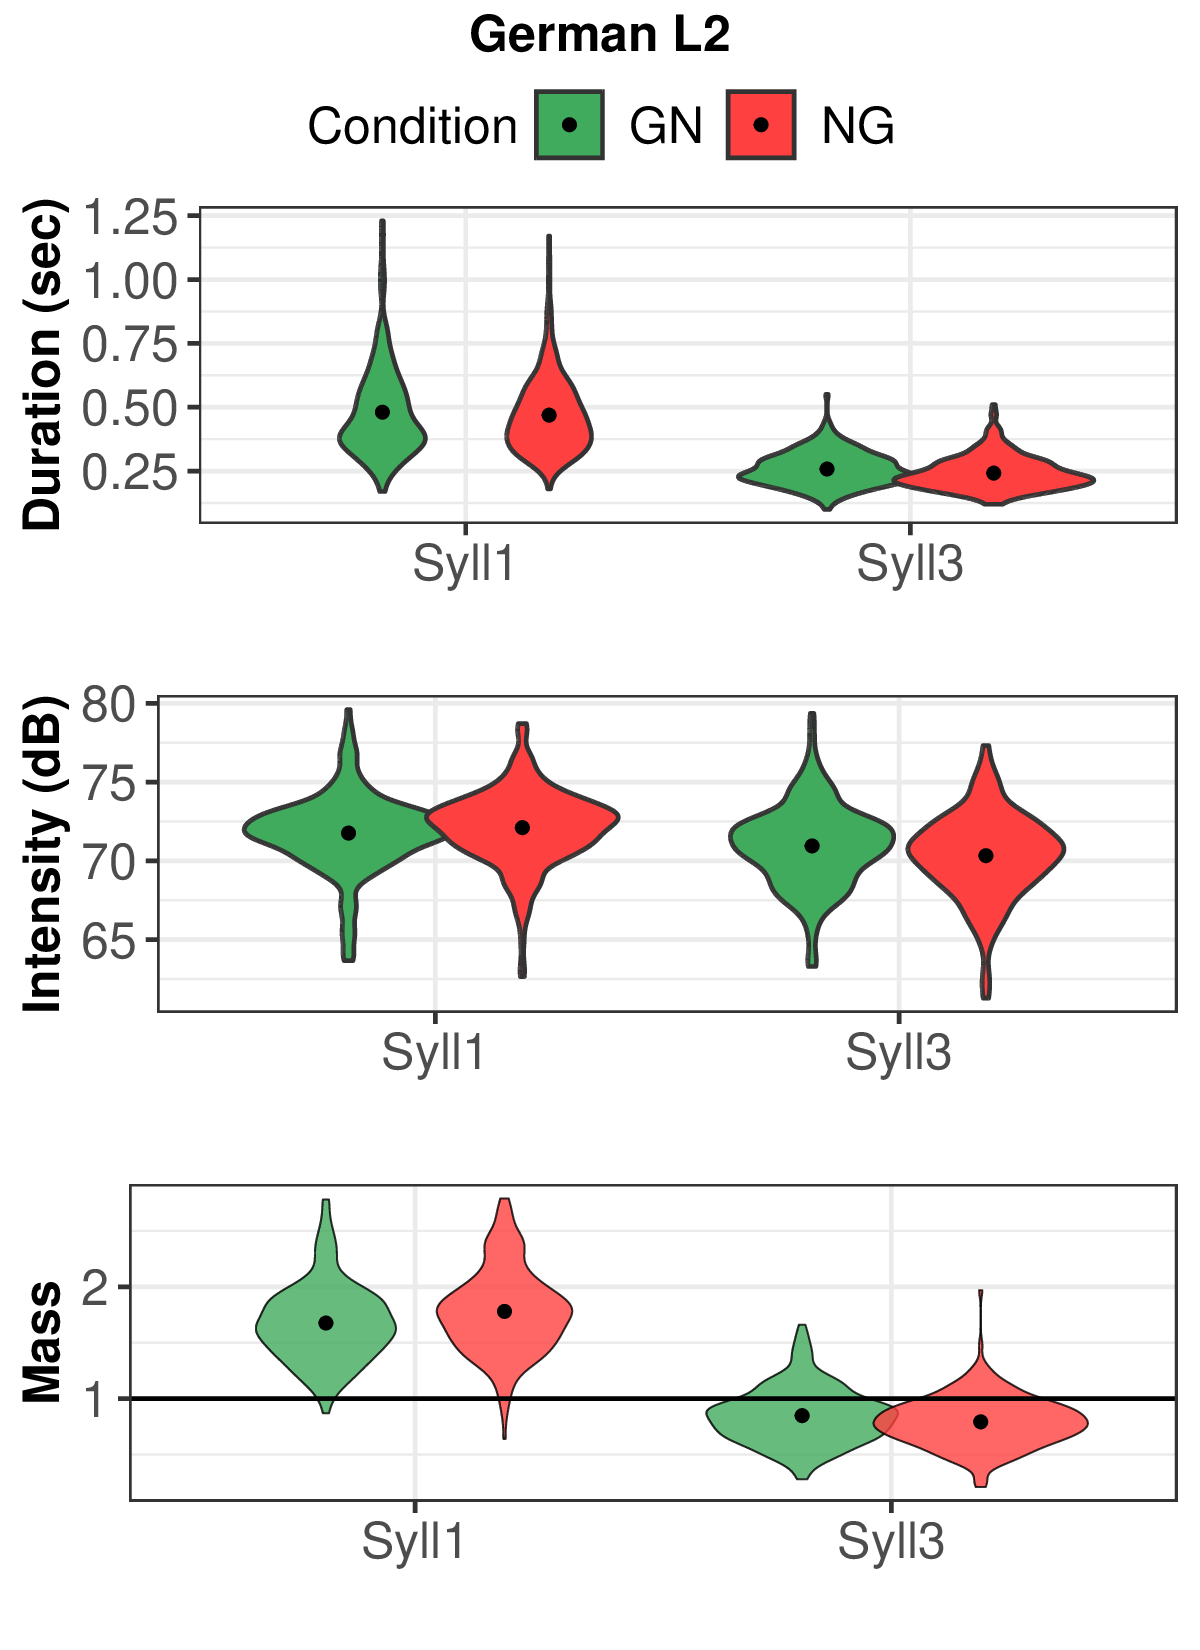 German L2
Condition GN NG
Duration (sec)
1.25
1.00
0.75
0.50
0.25
Syll1 Syll3
Intensity (dB)
80
75
70
65
Syll1 Syll3
Mass
2
1
Syll1 Syll3